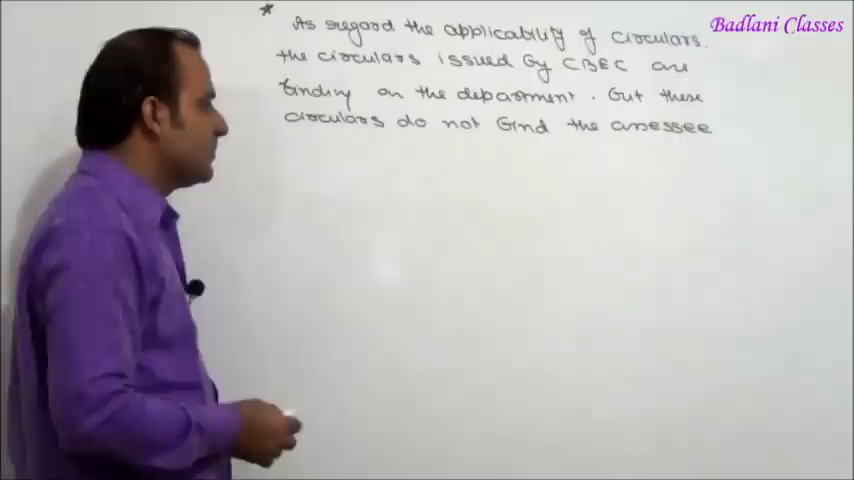 Badlani Classes
* As regard the applicability of circulars.
the circulars issued by CBEC are
binding on the department. but these
circulars do not bind the assessee